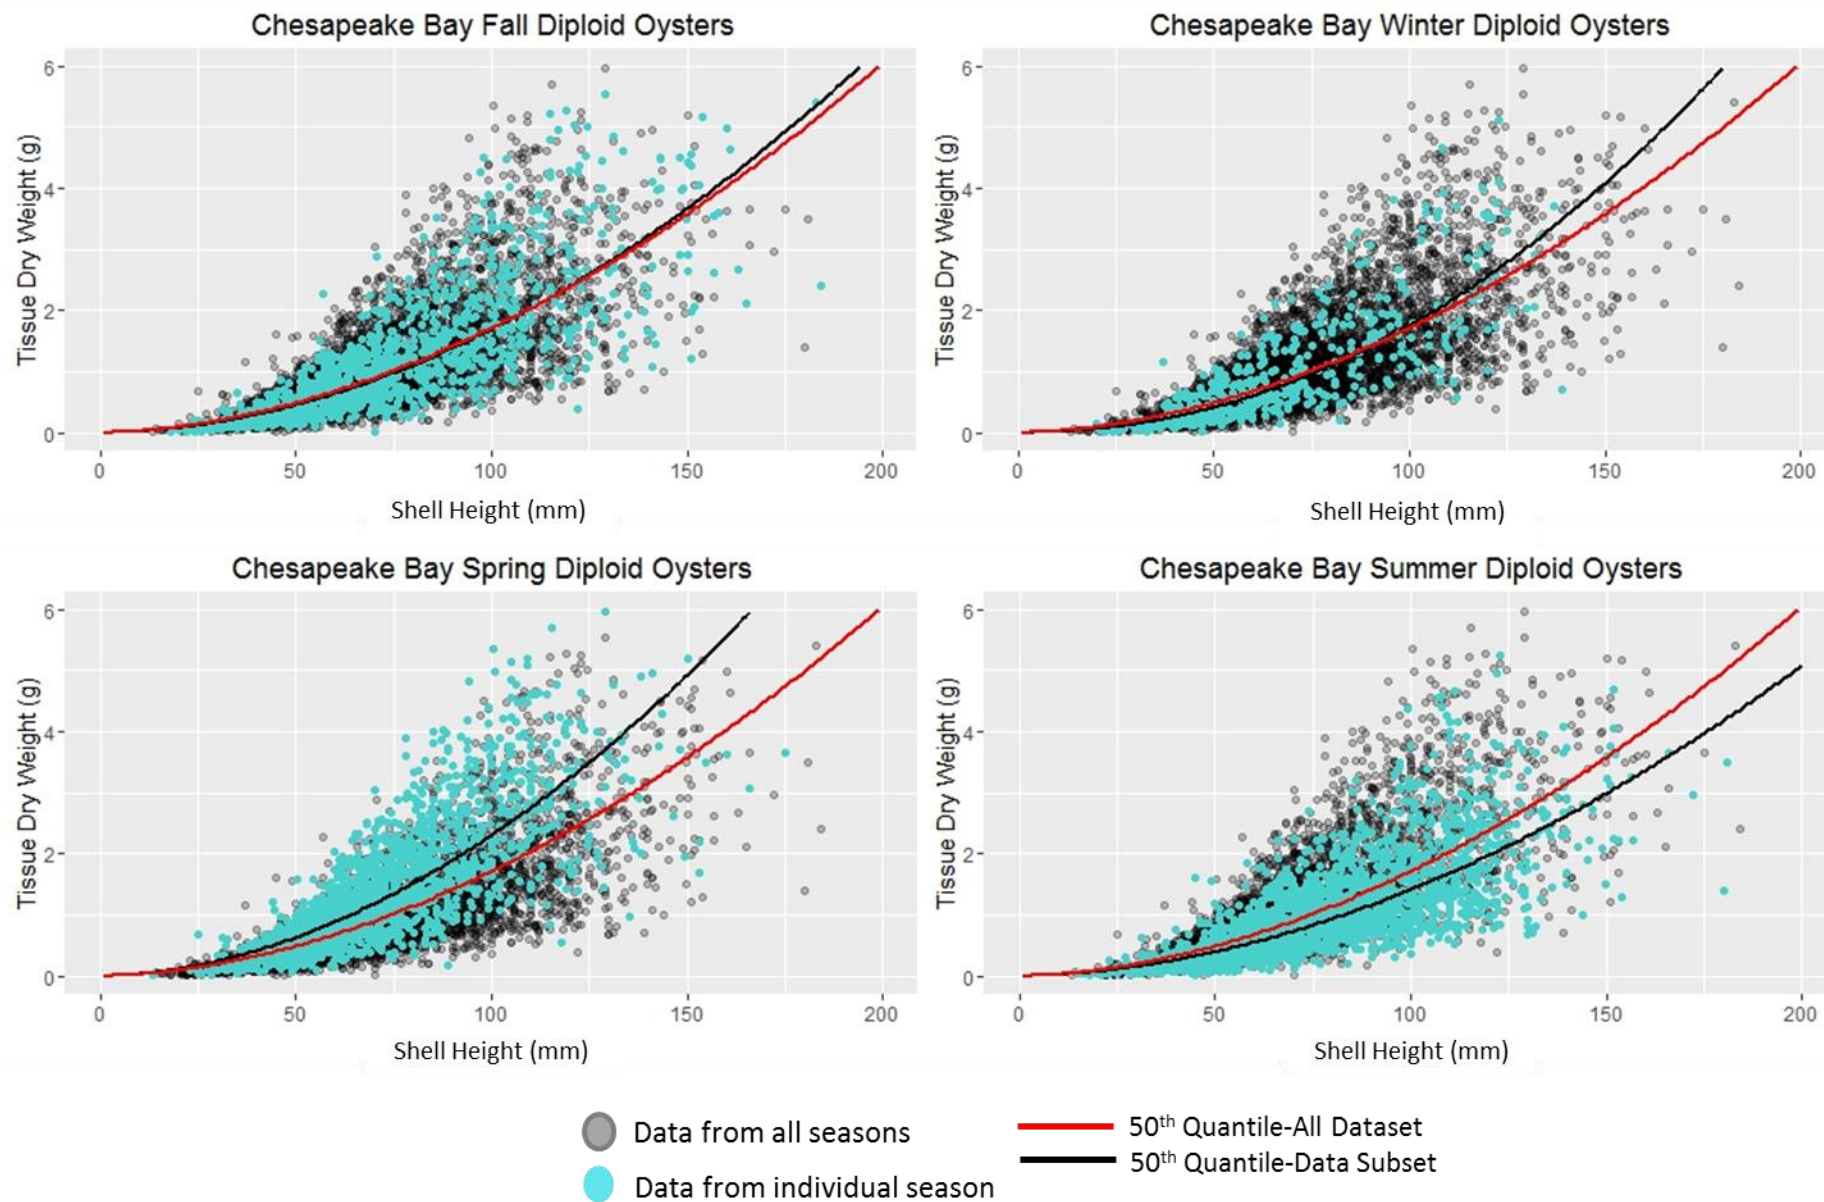 Chesapeake Bay Fall Diploid Oysters
Tissue Dry Weight (g)
6
4
2
0
0 50 100 150 200
Shell Height (mm)
Chesapeake Bay Winter Diploid Oysters
Tissue Dry Weight (g)
6
4
2
0
0 50 100 150 200
Shell Height (mm)
Chesapeake Bay Spring Diploid Oysters
Tissue Dry Weight (g)
6
4
2
0
0 50 100 150 200
Shell Height (mm)
Chesapeake Bay Summer Diploid Oysters
Tissue Dry Weight (g)
6
4
2
0
0 50 100 150 200
Shell Height (mm)
Data from all seasons
Data from individual season
50th Quantile-All Dataset
50th Quantile-Data Subset